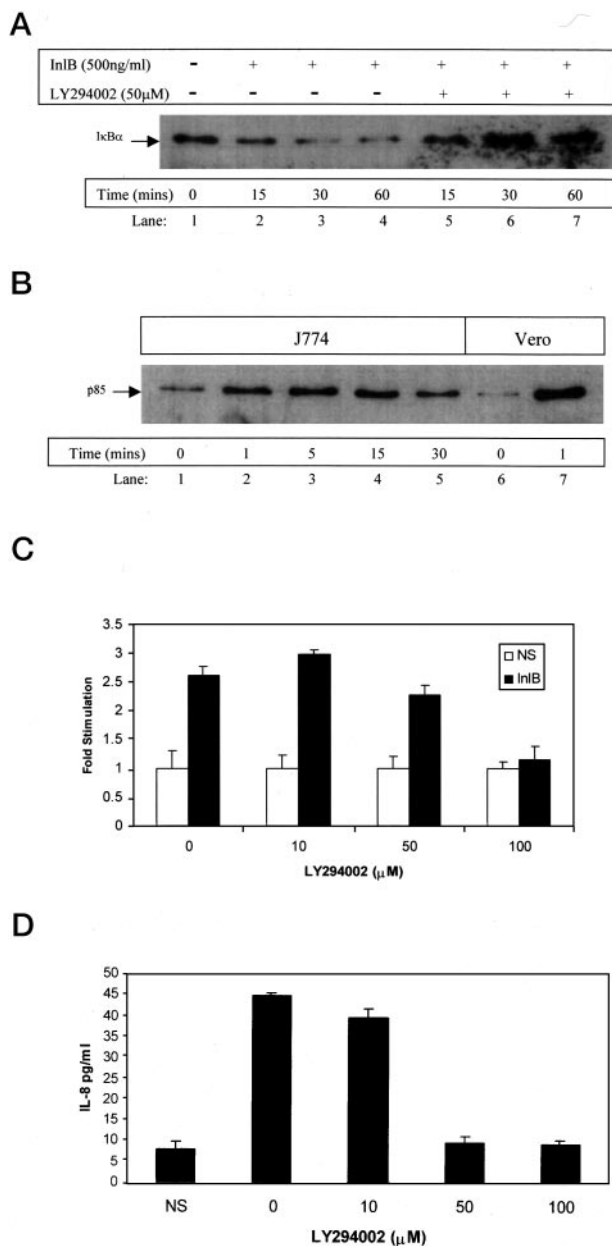 A
InlB (500ng/ml) - + + + + + +
LY294002 (50μM) - - - - + + +
IκBα
Time (mins) 0 15 30 60 15 30 60
Lane: 1 2 3 4 5 6 7
B
J774 Vero
p85
Time (mins) 0 1 5 15 30 0 1
Lane: 1 2 3 4 5 6 7
C
3.5
3
2.5
2
1.5
1
0.5
0
Fold Stimulation
NS
InlB
0 10 50 100
LY294002 (μM)
D
50
45
40
35
30
25
20
15
10
5
0
IL-8 pg/ml
NS 0 10 50 100
LY294002 (μM)